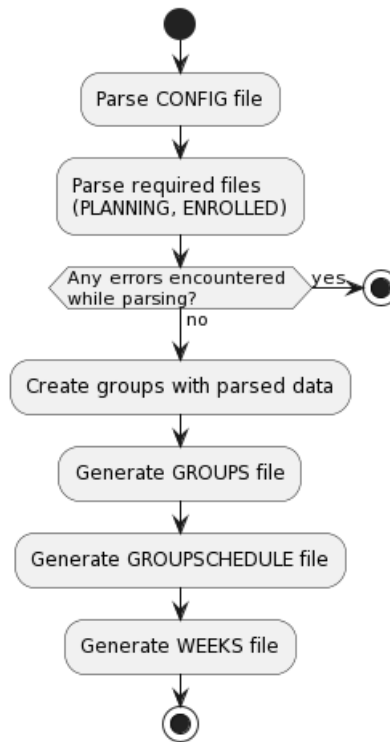 Parse CONFIG file
Parse required files
(PLANNING, ENROLLED)
Any errors encountered
while parsing?
yes
no
Create groups with parsed data
Generate GROUPS file
Generate GROUPSCHEDULE file
Generate WEEKS file